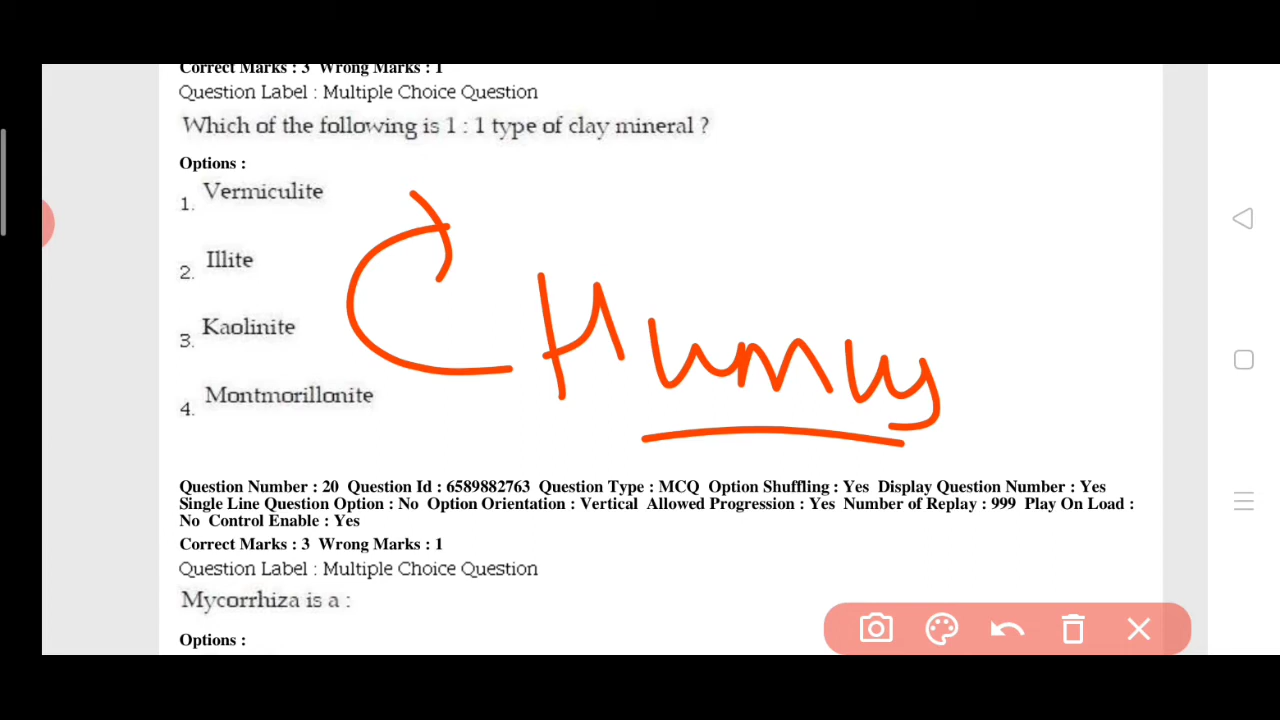 Correct Marks : 3 Wrong Marks : 1
Question Label : Multiple Choice Question
Which of the following is 1 : 1 type of clay mineral ?
Options :
1. Vermiculite
2. Illite
3. Kaolinite
4. Montmorillonite
C Humus
Question Number : 20 Question Id : 6589882763 Question Type : MCQ Option Shuffling : Yes Display Question Number : Yes
Single Line Question Option : No Option Orientation : Vertical Allowed Progression : Yes Number of Replay : 999 Play On Load :
No Control Enable : Yes
Correct Marks : 3 Wrong Marks : 1
Question Label : Multiple Choice Question
Mycorrhiza is a :
Options :